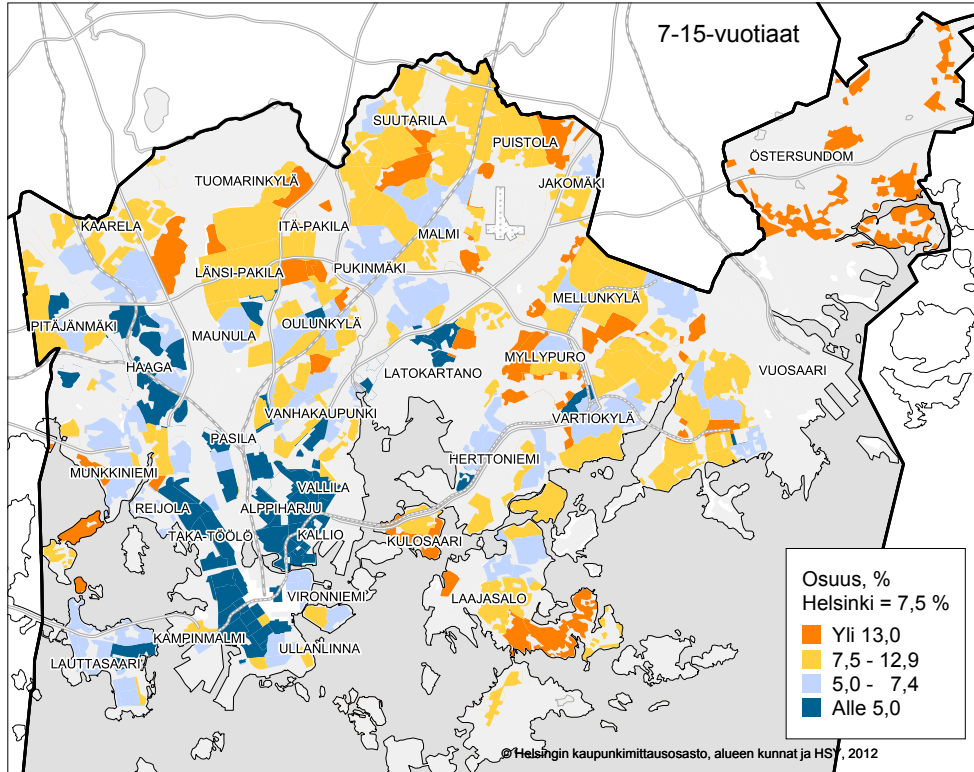 7-15-vuotiaat
SUUTARILA
PUISTOLA
ÖSTERSUNDOM
TUOMARINKYLÄ
JAKOMÄKI
KAARELA
ITÄ-PAKILA
MALMI
LÄNSI-PAKILA
PUKINMÄKI
MELLUNKYLÄ
PITÄJÄNMÄKI
MAUNULA
OULUNKYLÄ
MYLLYPURO
HAAGA
LATOKARTANO
VUOSAARI
VANHAKAUPUNKI
VARTIOKYLÄ
PASILA
HERTTONIEMI
MUNKKINIEMI
VALLILA
REIJOLA
ALPPIHARJU
TAKA-TÖÖLÖ
KALLIO
KULOSAARI
VIRONNIEMI
LAAJASALO
KAMPINMALMI
ULLANLINNA
LAUTTASAARI
Osuus, %
Helsinki = 7,5 %
Yli 13,0
7,5 - 12,9
5,0 - 7,4
Alle 5,0
© Helsingin kaupunkimittausosasto, alueen kunnat ja HSY, 2012